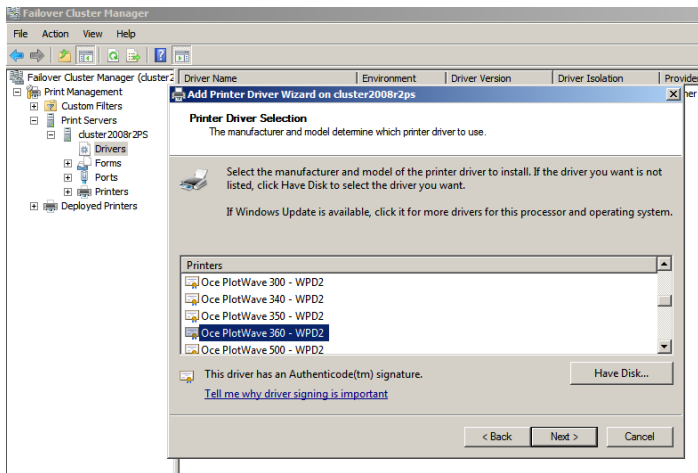 Failover Cluster Manager
File Action View Help
Failover Cluster Manager (cluster2
Print Management
Custom Filters
Print Servers
cluster2008r2PS
Drivers
Forms
Ports
Printers
Deployed Printers
Driver Name Environment Driver Version Driver Isolation Provider
Add Printer Driver Wizard on cluster2008r2ps
Printer Driver Selection
The manufacturer and model determine which printer driver to use.
Select the manufacturer and model of the printer driver to install. If the driver you want is not
listed, click Have Disk to select the driver you want.
If Windows Update is available, click it for more drivers for this processor and operating system.
Printers
Oce PlotWave 300 - WPD2
Oce PlotWave 340 - WPD2
Oce PlotWave 350 - WPD2
Oce PlotWave 360 - WPD2
Oce PlotWave 500 - WPD2
This driver has an Authenticode(tm) signature.
Tell me why driver signing is important
Have Disk...
< Back Next > Cancel